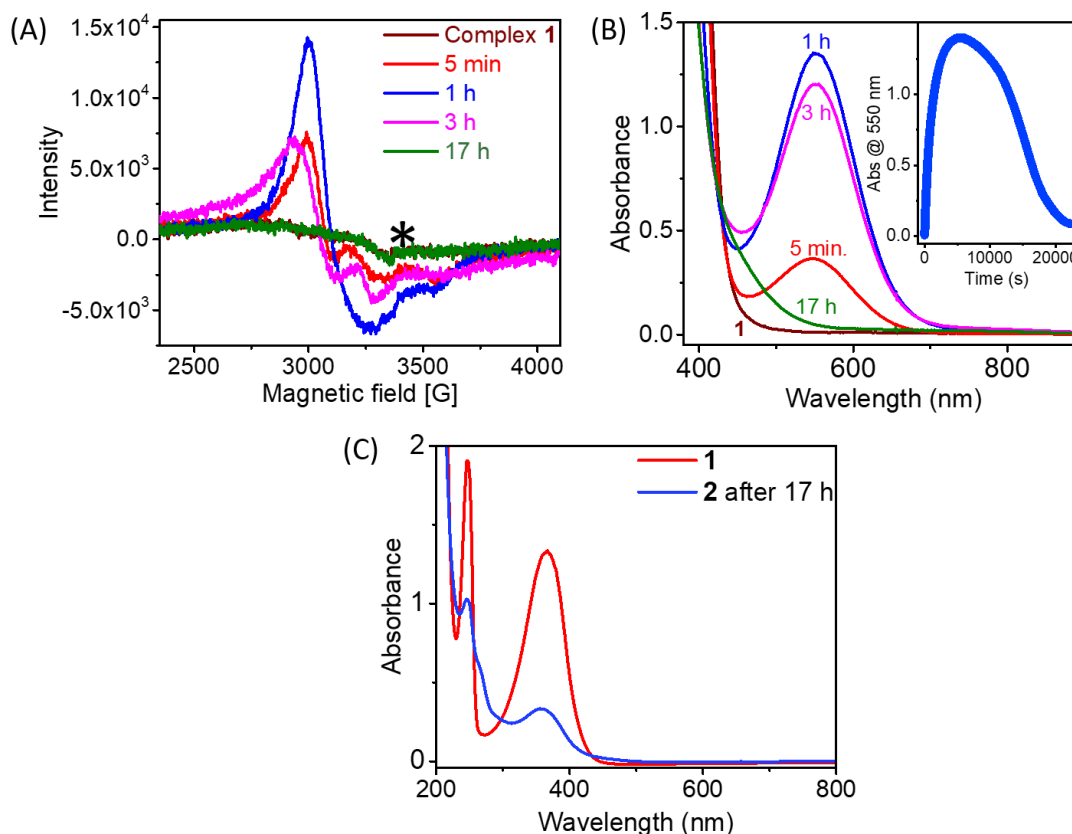 (A)
Complex 1
5 min
1 h
3 h
17 h
*
1.5x10⁴
1.0x10⁴
5.0x10³
0.0
-5.0x10³
Intensity
2500 3000 3500 4000
Magnetic field [G]
(B)
1 h
3 h
5 min.
17 h
1
1.5
1.0
0.5
0.0
Absorbance
400 500 600 700 800
Wavelength (nm)
Abs @ 550 nm
1.0
0.5
0.0
0 10000 20000
Time (s)
(C)
1
2 after 17 h
2
1
0
Absorbance
200 400 600 800
Wavelength (nm)